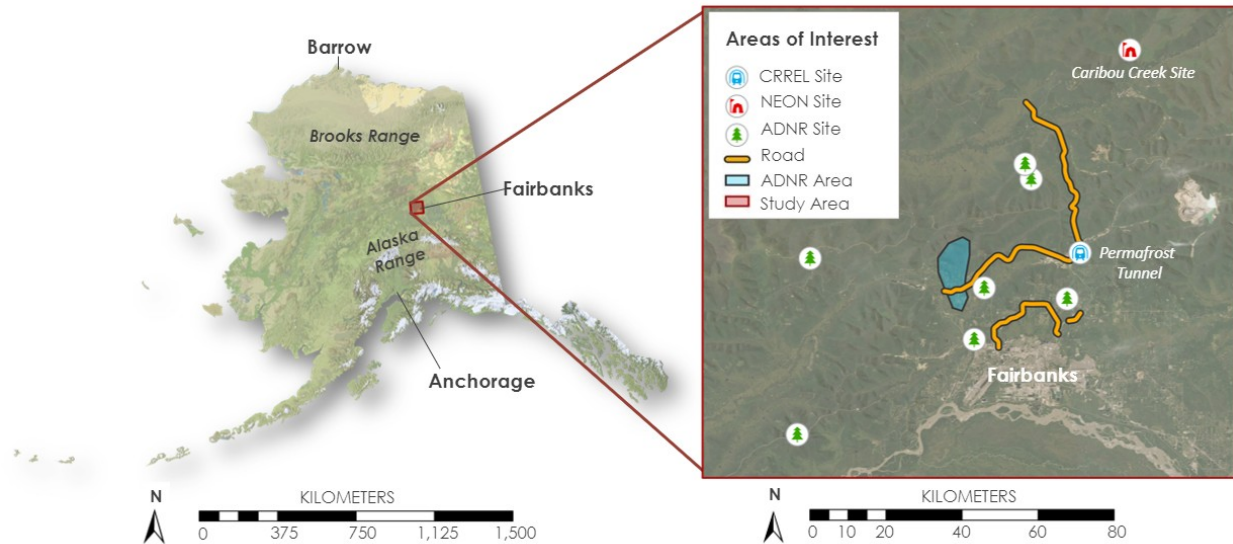 Barrow
Brooks Range
Fairbanks
Alaska
Range
Anchorage
N
KILOMETERS
0 375 750 1,125 1,500
Areas of Interest
CRREL Site
NEON Site
ADNR Site
Road
ADNR Area
Study Area
Caribou Creek Site
Permafrost
Tunnel
Fairbanks
N
KILOMETERS
0 5 10 20 40 60 80